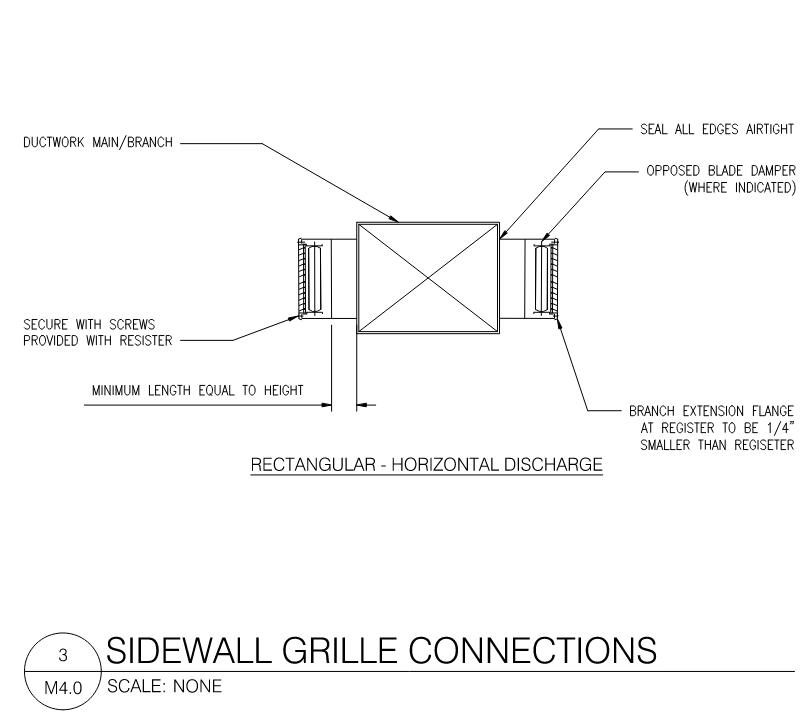 DUCTWORK MAIN/BRANCH
SEAL ALL EDGES AIRTIGHT
OPPOSED BLADE DAMPER
(WHERE INDICATED)
SECURE WITH SCREWS
PROVIDED WITH RESISTER
MINIMUM LENGTH EQUAL TO HEIGHT
BRANCH EXTENSION FLANGE
AT REGISTER TO BE 1/4"
SMALLER THAN REGISETER
RECTANGULAR - HORIZONTAL DISCHARGE
3
M4.0
SIDEWALL GRILLE CONNECTIONS
SCALE: NONE